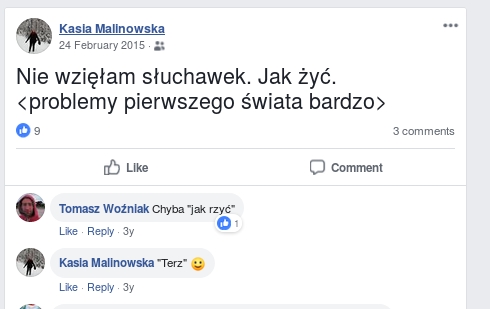 Kasia Malinowska
24 February 2015 ·
Nie wzięłam słuchawek. Jak żyć.
<problemy pierwszego świata bardzo>
9
3 comments
Like
Comment
Tomasz Woźniak Chyba "jak rzyć"
1
Like · Reply · 3y
Kasia Malinowska "Terz" 🙂
Like · Reply · 3y